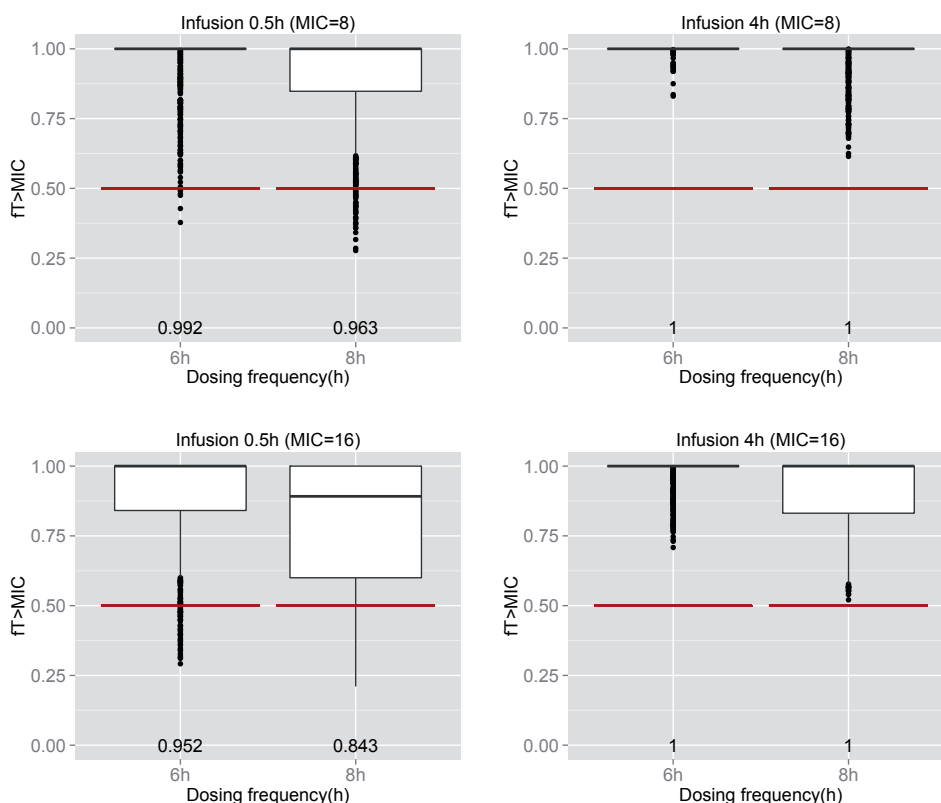 Infusion 0.5h (MIC=8)
1.00
0.75
0.50
0.25
0.00
fT>MIC
0.992
0.963
6h
8h
Dosing frequency(h)
Infusion 4h (MIC=8)
1.00
0.75
0.50
0.25
0.00
fT>MIC
1
1
6h
8h
Dosing frequency(h)
Infusion 0.5h (MIC=16)
1.00
0.75
0.50
0.25
0.00
fT>MIC
0.952
0.843
6h
8h
Dosing frequency(h)
Infusion 4h (MIC=16)
1.00
0.75
0.50
0.25
0.00
fT>MIC
1
1
6h
8h
Dosing frequency(h)